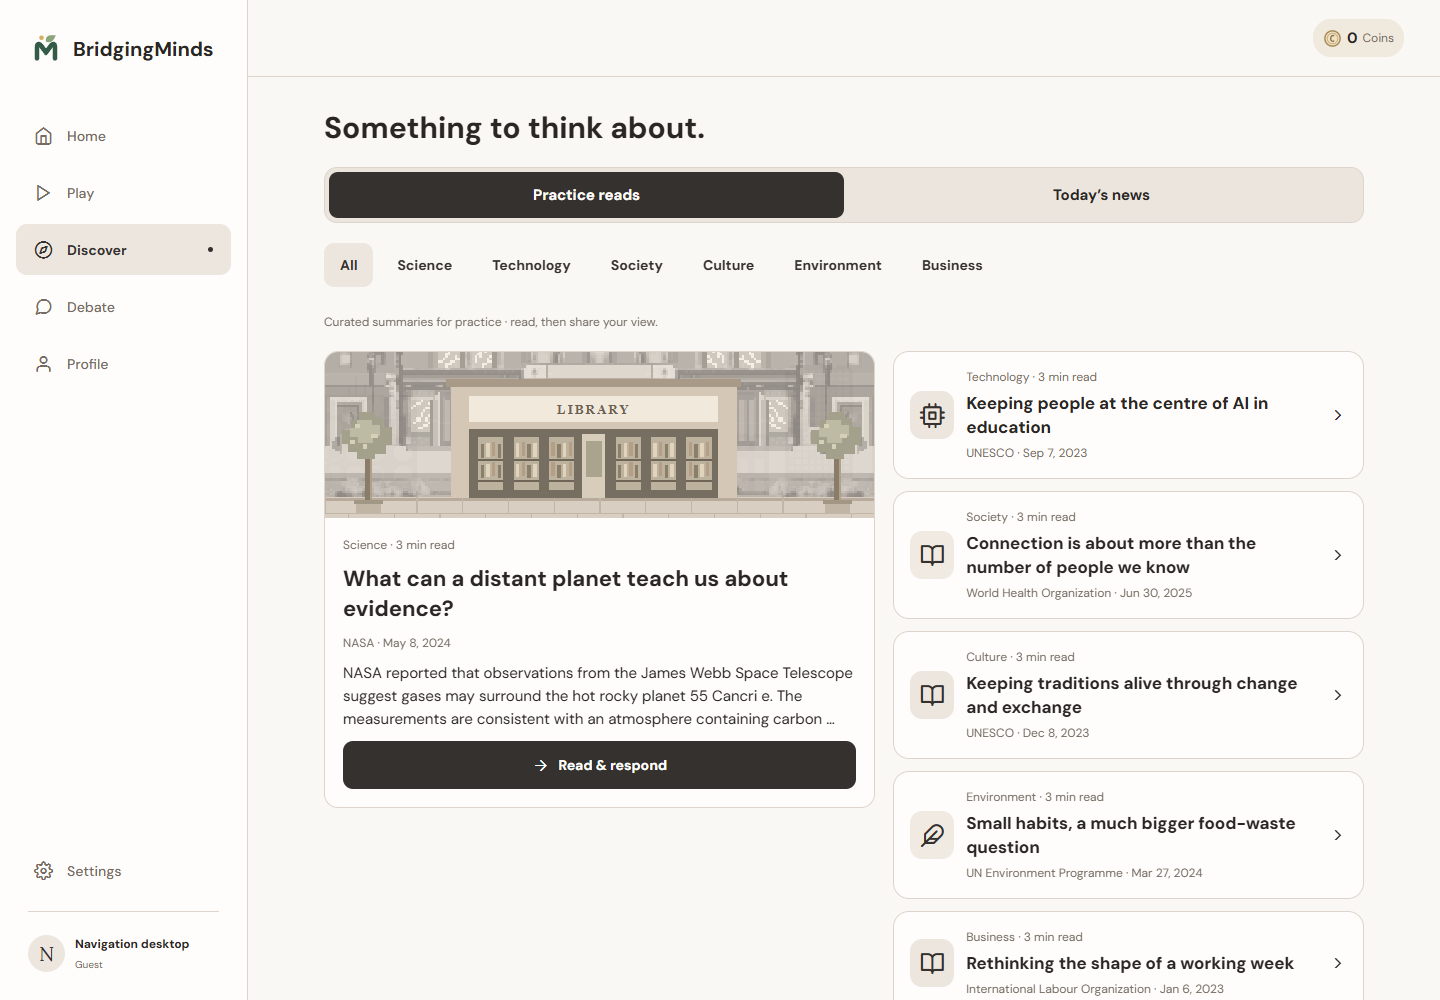 BridgingMinds
0 Coins
Home
Play
Discover
Debate
Profile
Settings
N
Navigation desktop
Guest
Something to think about.
Practice reads
Today’s news
All
Science
Technology
Society
Culture
Environment
Business
Curated summaries for practice · read, then share your view.
LIBRARY
Science · 3 min read
What can a distant planet teach us about
evidence?
NASA · May 8, 2024
NASA reported that observations from the James Webb Space Telescope
suggest gases may surround the hot rocky planet 55 Cancri e. The
measurements are consistent with an atmosphere containing carbon ...
Read & respond
Technology · 3 min read
Keeping people at the centre of AI in
education
UNESCO · Sep 7, 2023
Society · 3 min read
Connection is about more than the
number of people we know
World Health Organization · Jun 30, 2025
Culture · 3 min read
Keeping traditions alive through change
and exchange
UNESCO · Dec 8, 2023
Environment · 3 min read
Small habits, a much bigger food-waste
question
UN Environment Programme · Mar 27, 2024
Business · 3 min read
Rethinking the shape of a working week
International Labour Organization · Jan 6, 2023